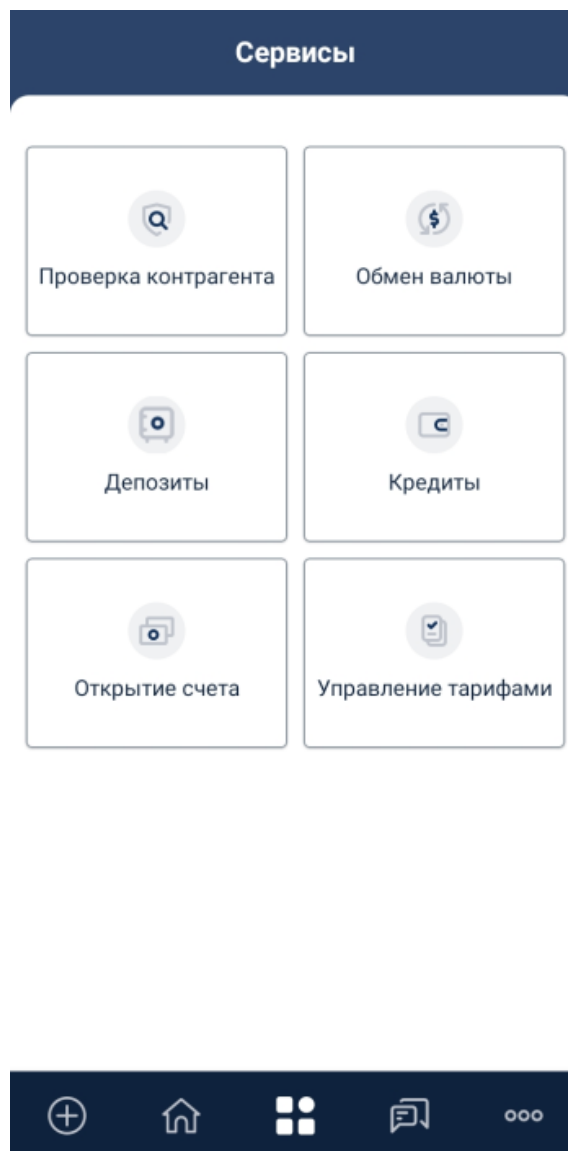 Сервисы
Проверка контрагента
Обмен валюты
Депозиты
Кредиты
Открытие счета
Управление тарифами